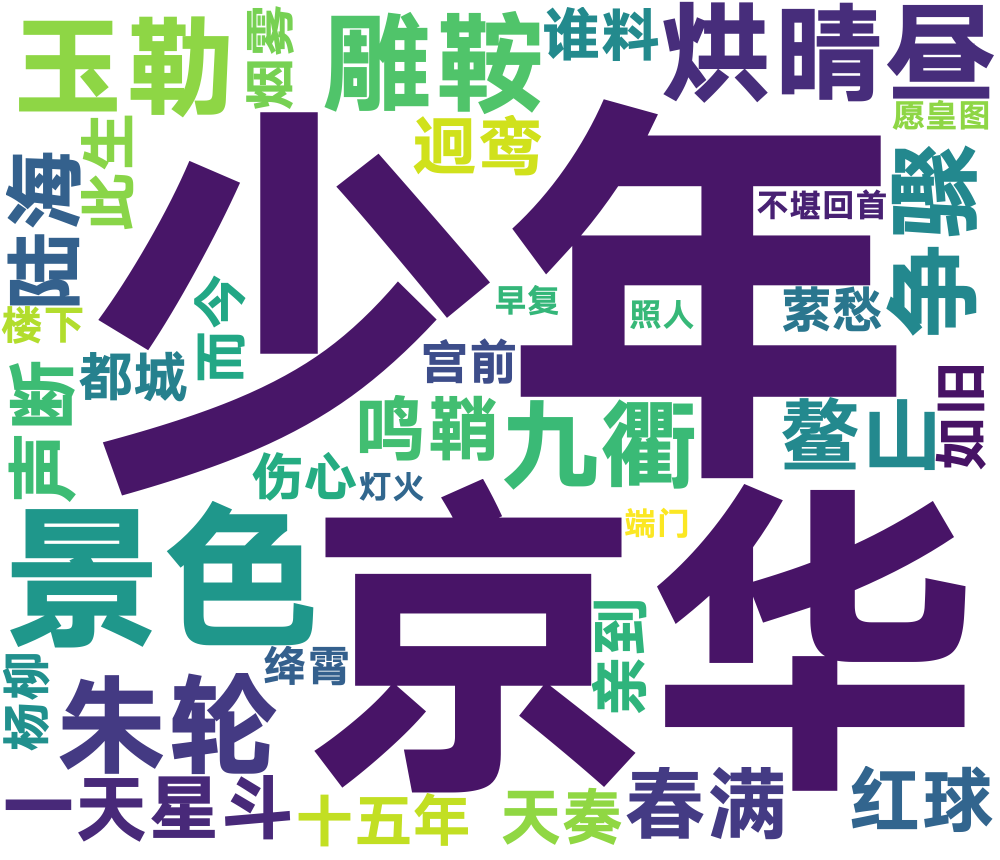 玉勒
烟雾
雕鞍
谁料
烘晴昼
愿皇图
此生
迥鸾
陆海
少年
不堪回首
争骤
楼下
而今
早复
照人
萦愁
都城
宫前
声断
鸣鞘
九衢
鳌山
如旧
伤心
灯火
景色
京华
端门
亲到
杨柳
绛霄
朱轮
一天星斗
十五年
天奏
春满
红球